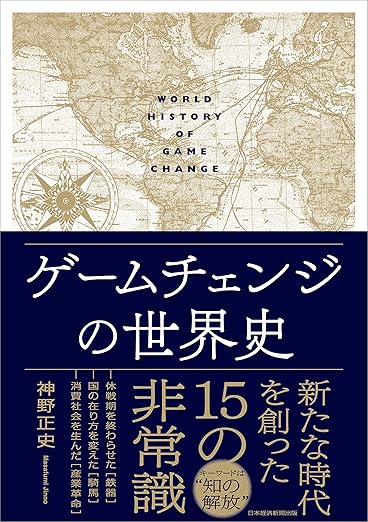 WORLD
HISTORY
OF
GAME
CHANGE
ゲームチェンジ
の世界史
新たな時代
を創った
15の
非常識
キーワードは
“知の
解放”
休戦期を終わらせた[鉄器]
国の在り方を変えた[騎馬]
消費社会を生んだ[産業革命]
神野正史
Masafumi Jinno
日本経済新聞出版